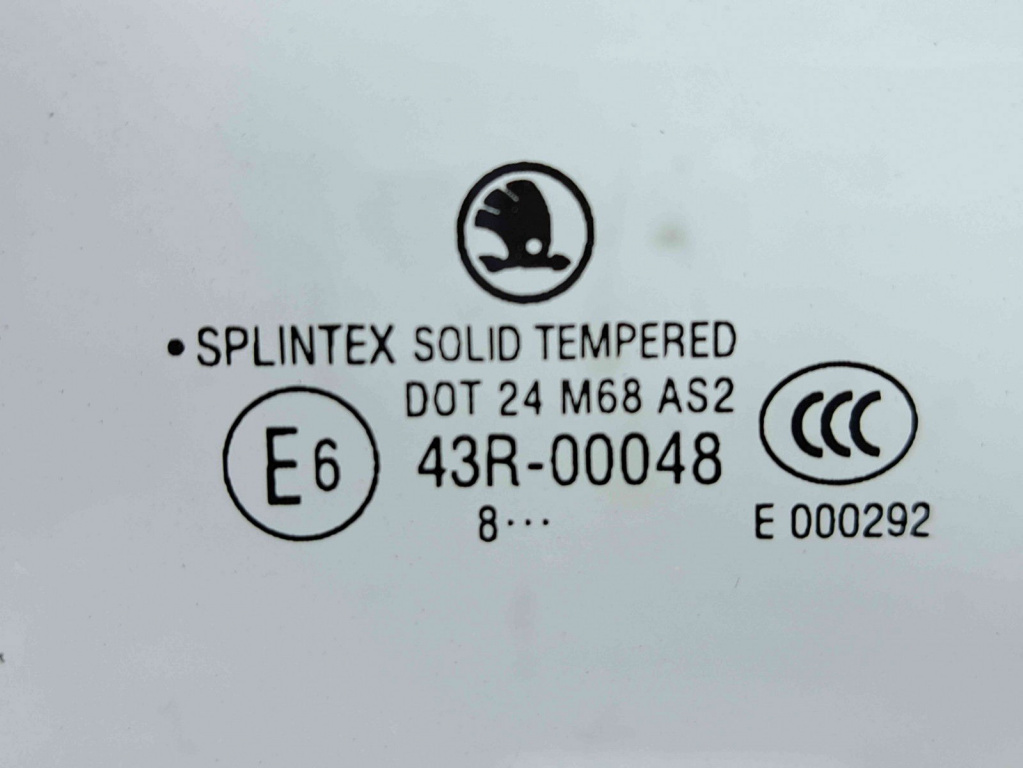 • SPLINTEX SOLID TEMPERED
DOT 24 M68 AS2
E6 43R-00048 CCC
8··· E 000292